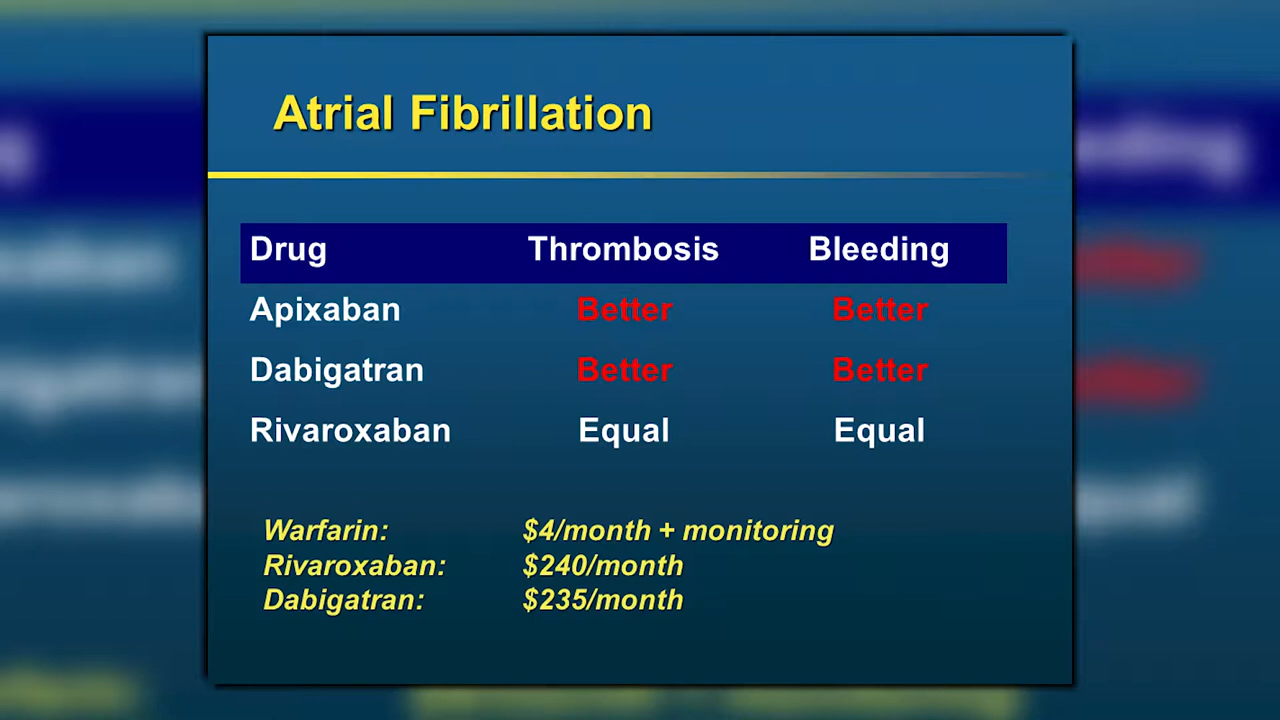 Atrial Fibrillation
Drug Thrombosis Bleeding
Apixaban Better Better
Dabigatran Better Better
Rivaroxaban Equal Equal
Warfarin: $4/month + monitoring
Rivaroxaban: $240/month
Dabigatran: $235/month